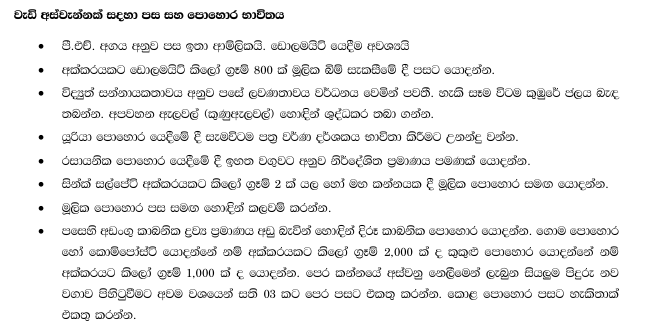 වැඩි අස්වැන්නක් සදහා පස සහ පොහොර භාවිතය
• පී.එච්. අගය අනුව පස ඉතා ආම්ලිකයි. ඩොලමයිට් යෙදීම අවශ්‍යයි
• අක්කරයකට ඩොලමයිට් කිලෝ ග්‍රෑම් 800 ක් මූලික බිම් සැකසීමේ දී පසට යොදන්න.
• විද්‍යුත් සන්නායකතාවය අනුව පසේ ලවණතාවය වර්ධනය වෙමින් පවතී. හැකි සෑම විටම කුඹුරේ ජලය බැඳ
තබන්න. අපවහන ඇලවල් (කුණුඇලවල්) හොඳින් ශුද්ධකර තබා ගන්න.
• යූරියා පොහොර යෙදීමේ දී සැමවිටම පත්‍ර වර්ණ දර්ශකය භාවිතා කිරීමට උනන්දු වන්න.
• රසායනික පොහොර යෙදීමේ දී ඉහත වගුවට අනුව නිර්දේශිත ප්‍රමාණය පමණක් යොදන්න.
• සින්ක් සල්පේට් අක්කරයකට කිලෝ ග්‍රෑම් 2 ක් යල හෝ මහ කන්නයක දී මූලික පොහොර සමඟ යොදන්න.
• මූලික පොහොර පස සමඟ හොඳින් කලවම් කරන්න.
• පසෙහි අඩංගු කාබනික ද්‍රව්‍ය ප්‍රමාණය අඩු බැවින් හොඳින් දිරූ කාබනික පොහොර යොදන්න. ගොම පොහොර
හෝ කොම්පෝස්ට් යොදන්නේ නම් අක්කරයකට කිලෝ ග්‍රෑම් 2,000 ක් ද කුකුළු පොහොර යොදන්නේ නම්
අක්කරයට කිලෝ ග්‍රෑම් 1,000 ක් ද යොදන්න. පෙර කන්නයේ අස්වනු නෙලීමෙන් ලැබුන සියලුම පිදුරු නව
වගාව පිහිටුවීමට අවම වශයෙන් සති 03 කට පෙර පසට එකතු කරන්න. කොළ පොහොර පසට හැකිතාක්
එකතු කරන්න.